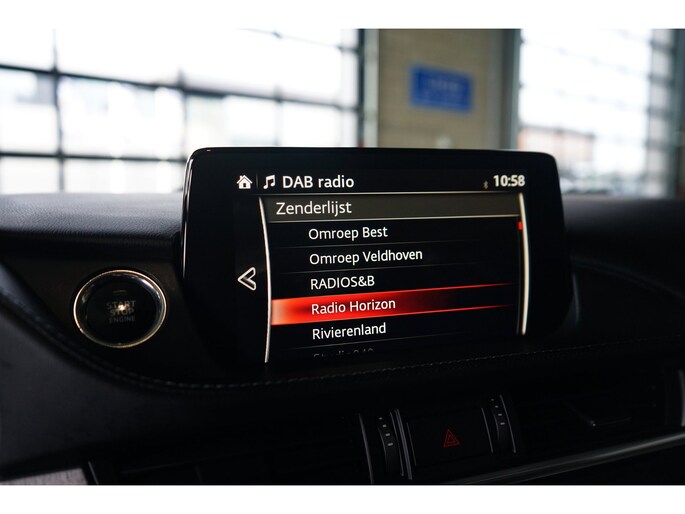 DAB radio
10:58
Zenderlijst
Omroep Best
Omroep Veldhoven
RADIOS&B
Radio Horizon
Rivierenland
START
STOP
ENGINE